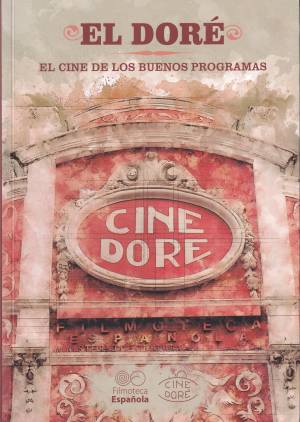 EL DORÉ
EL CINE DE LOS BUENOS PROGRAMAS
CINE
DORE
FILMOTECA
ESPAÑOLA
Filmoteca
Española
CINE
DORÉ